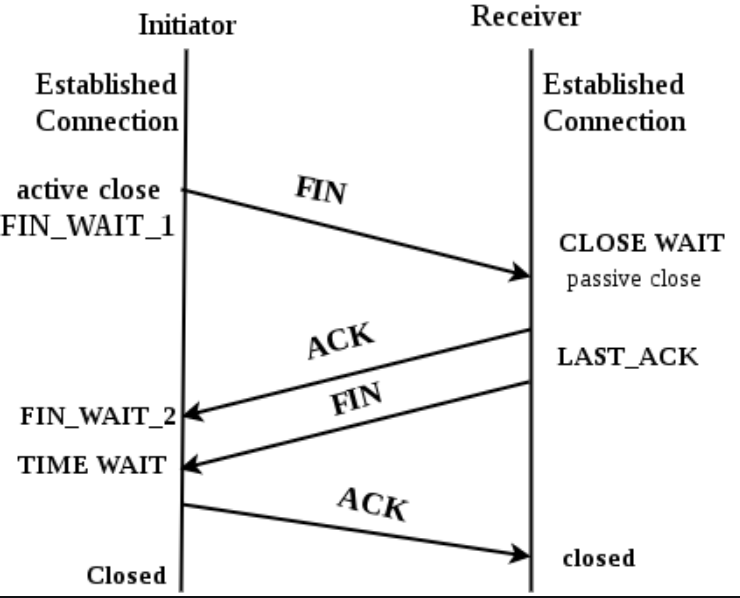 Initiator
Receiver
Established
Connection
Established
Connection
active close
FIN_WAIT_1
FIN
CLOSE WAIT
passive close
ACK
LAST_ACK
FIN
FIN_WAIT_2
TIME WAIT
ACK
closed
Closed